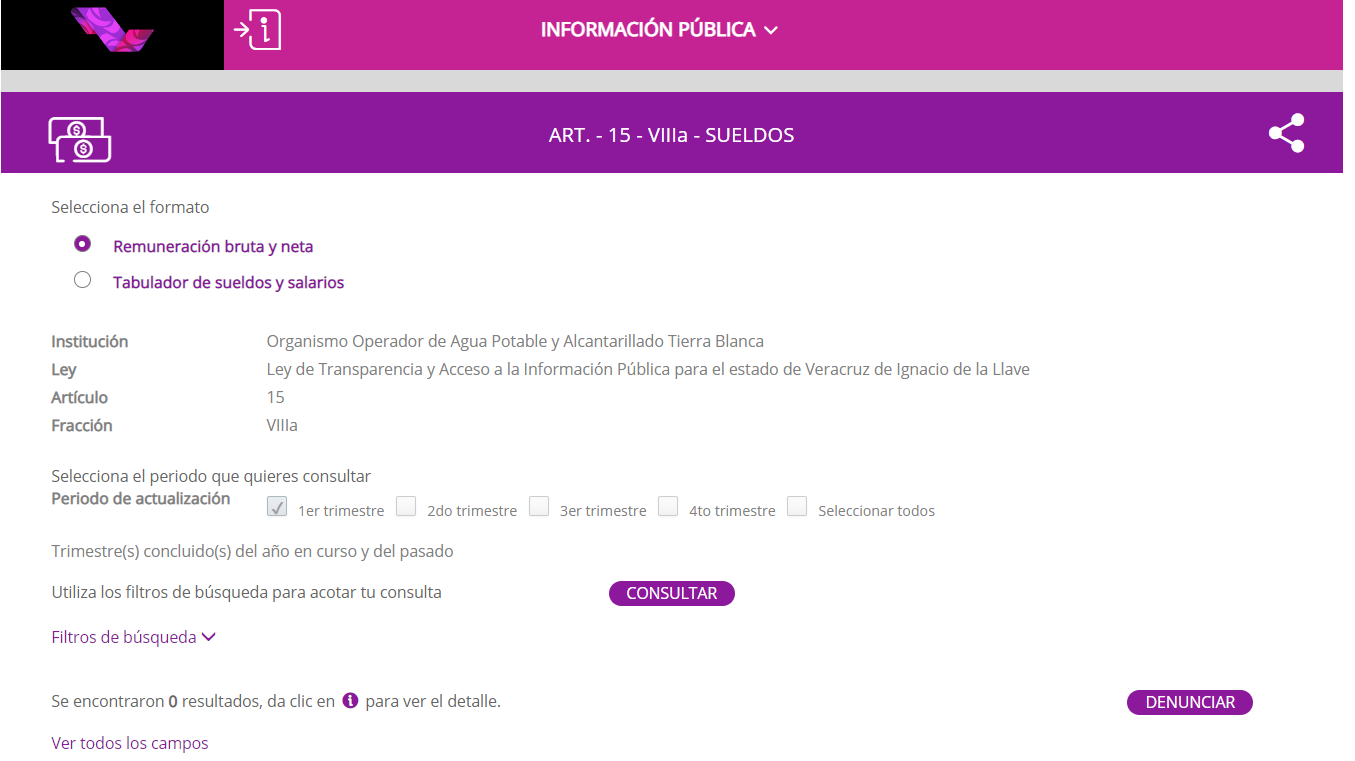 INFORMACIÓN PÚBLICA
ART. - 15 - VIIIa - SUELDOS
Selecciona el formato
Remuneración bruta y neta
Tabulador de sueldos y salarios
Institución Organismo Operador de Agua Potable y Alcantarillado Tierra Blanca
Ley Ley de Transparencia y Acceso a la Información Pública para el estado de Veracruz de Ignacio de la Llave
Artículo 15
Fracción VIIIa
Selecciona el periodo que quieres consultar
Periodo de actualización 1er trimestre 2do trimestre 3er trimestre 4to trimestre Seleccionar todos
Trimestre(s) concluido(s) del año en curso y del pasado
Utiliza los filtros de búsqueda para acotar tu consulta CONSULTAR
Filtros de búsqueda
Se encontraron 0 resultados, da clic en i para ver el detalle. DENUNCIAR
Ver todos los campos